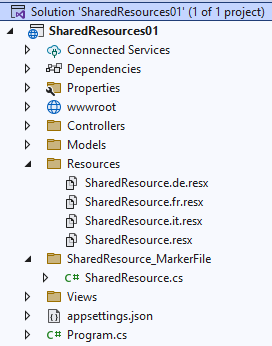 Solution 'SharedResources01' (1 of 1 project)
SharedResources01
Connected Services
Dependencies
Properties
wwwroot
Controllers
Models
Resources
SharedResource.de.resx
SharedResource.fr.resx
SharedResource.it.resx
SharedResource.resx
SharedResource_MarkerFile
C# SharedResource.cs
Views
appsettings.json
C# Program.cs